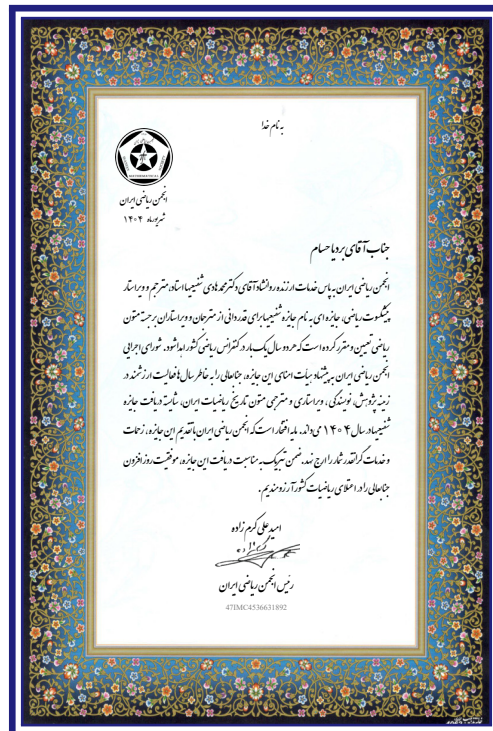 به نام خدا
انجمن ریاضی ایران
شهریورماه ۱۴۰۴
جناب آقای بردیا حسام
انجمن ریاضی ایران به پاس خدمات ارزنده روانشاد آقای دکتر محمدهادی شفیعیها استاد، مترجم و ویراستار
پیشکسوت ریاضی، جایزه‌ای به نام جایزه شفیعیها برای قدردانی از مترجمان و ویراستاران برجسته متون
ریاضی تعیین و مقرر کرده است که هر دو سال یک بار در کنفرانس ریاضی کشور اهدا شود. شورای اجرایی
انجمن ریاضی ایران به پیشنهاد هیات امنای این جایزه، جنابعالی را به خاطر سال‌ها فعالیت ارزشمند در
زمینه پژوهش، نویسندگی، ویراستاری و مترجمی متون تاریخ ریاضیات ایران، شایسته دریافت جایزه
شفیعیها در سال ۱۴۰۴ می‌داند. مایه افتخار است که انجمن ریاضی ایران با تقدیم این جایزه، زحمات
و خدمات گرانقدر شما را ارج نهد. ضمن تبریک به مناسبت دریافت این جایزه، موفقیت روزافزون
جنابعالی را در اعتلای ریاضیات کشور آرزومندیم.
امیدعلی کرم‌زاده
رئیس انجمن ریاضی ایران
47IMC4536631892